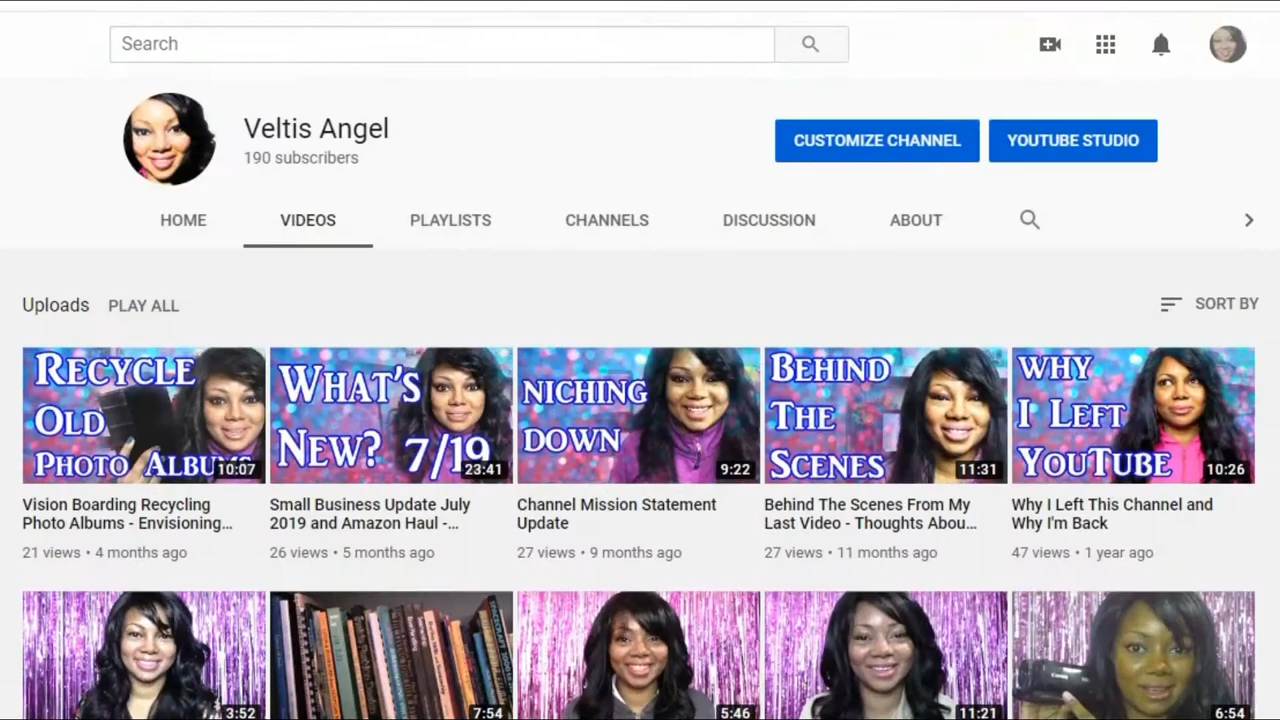 Search
Veltis Angel
190 subscribers
CUSTOMIZE CHANNEL
YOUTUBE STUDIO
HOME
VIDEOS
PLAYLISTS
CHANNELS
DISCUSSION
ABOUT
Uploads
PLAY ALL
SORT BY
RECYCLE
OLD
PHOTO ALBUMS
10:07
WHAT'S
NEW? 7/19
23:41
NICHING
DOWN
9:22
BEHIND
THE
SCENES
11:31
WHY
I LEFT
YOUTUBE
10:26
Vision Boarding Recycling
Photo Albums - Envisioning...
21 views • 4 months ago
Small Business Update July
2019 and Amazon Haul -...
26 views • 5 months ago
Channel Mission Statement
Update
27 views • 9 months ago
Behind The Scenes From My
Last Video - Thoughts Abou...
27 views • 11 months ago
Why I Left This Channel and
Why I'm Back
47 views • 1 year ago
3:52
7:54
5:46
11:21
Canon
6:54